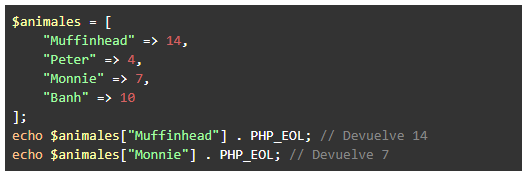 $animales = [
    "Muffinhead" => 14,
    "Peter" => 4,
    "Monnie" => 7,
    "Banh" => 10
];
echo $animales["Muffinhead"] . PHP_EOL; // Devuelve 14
echo $animales["Monnie"] . PHP_EOL; // Devuelve 7